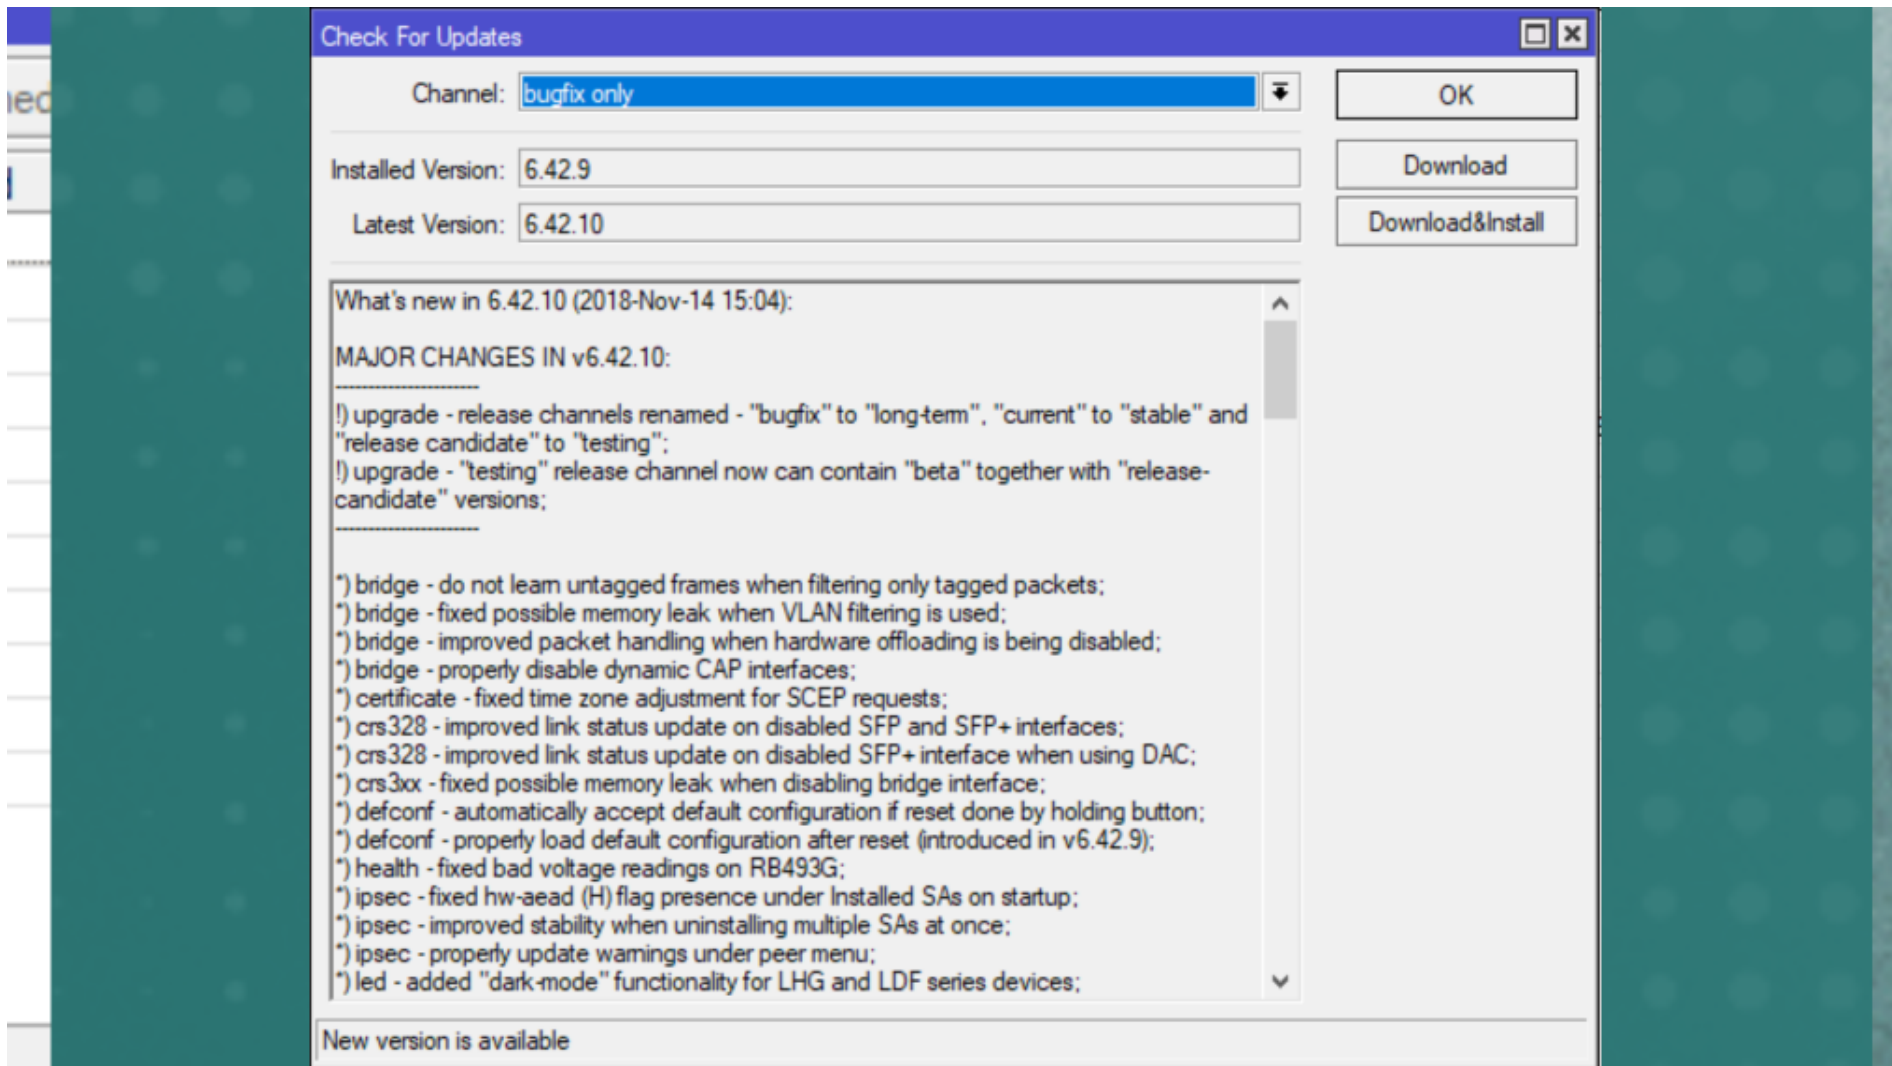 Check For Updates
Channel: bugfix only
OK
Installed Version: 6.42.9
Download
Latest Version: 6.42.10
Download&Install
What's new in 6.42.10 (2018-Nov-14 15:04):
MAJOR CHANGES IN v6.42.10:
----------------------
!) upgrade - release channels renamed - "bugfix" to "long-term", "current" to "stable" and
"release candidate" to "testing";
!) upgrade - "testing" release channel now can contain "beta" together with "release-
candidate" versions;
----------------------
*) bridge - do not learn untagged frames when filtering only tagged packets;
*) bridge - fixed possible memory leak when VLAN filtering is used;
*) bridge - improved packet handling when hardware offloading is being disabled;
*) bridge - properly disable dynamic CAP interfaces;
*) certificate - fixed time zone adjustment for SCEP requests;
*) crs328 - improved link status update on disabled SFP and SFP+ interfaces;
*) crs328 - improved link status update on disabled SFP+ interface when using DAC;
*) crs3xx - fixed possible memory leak when disabling bridge interface;
*) defconf - automatically accept default configuration if reset done by holding button;
*) defconf - properly load default configuration after reset (introduced in v6.42.9);
*) health - fixed bad voltage readings on RB493G;
*) ipsec - fixed hw-aead (H) flag presence under Installed SAs on startup;
*) ipsec - improved stability when uninstalling multiple SAs at once;
*) ipsec - properly update warnings under peer menu;
*) led - added "dark-mode" functionality for LHG and LDF series devices;
New version is available